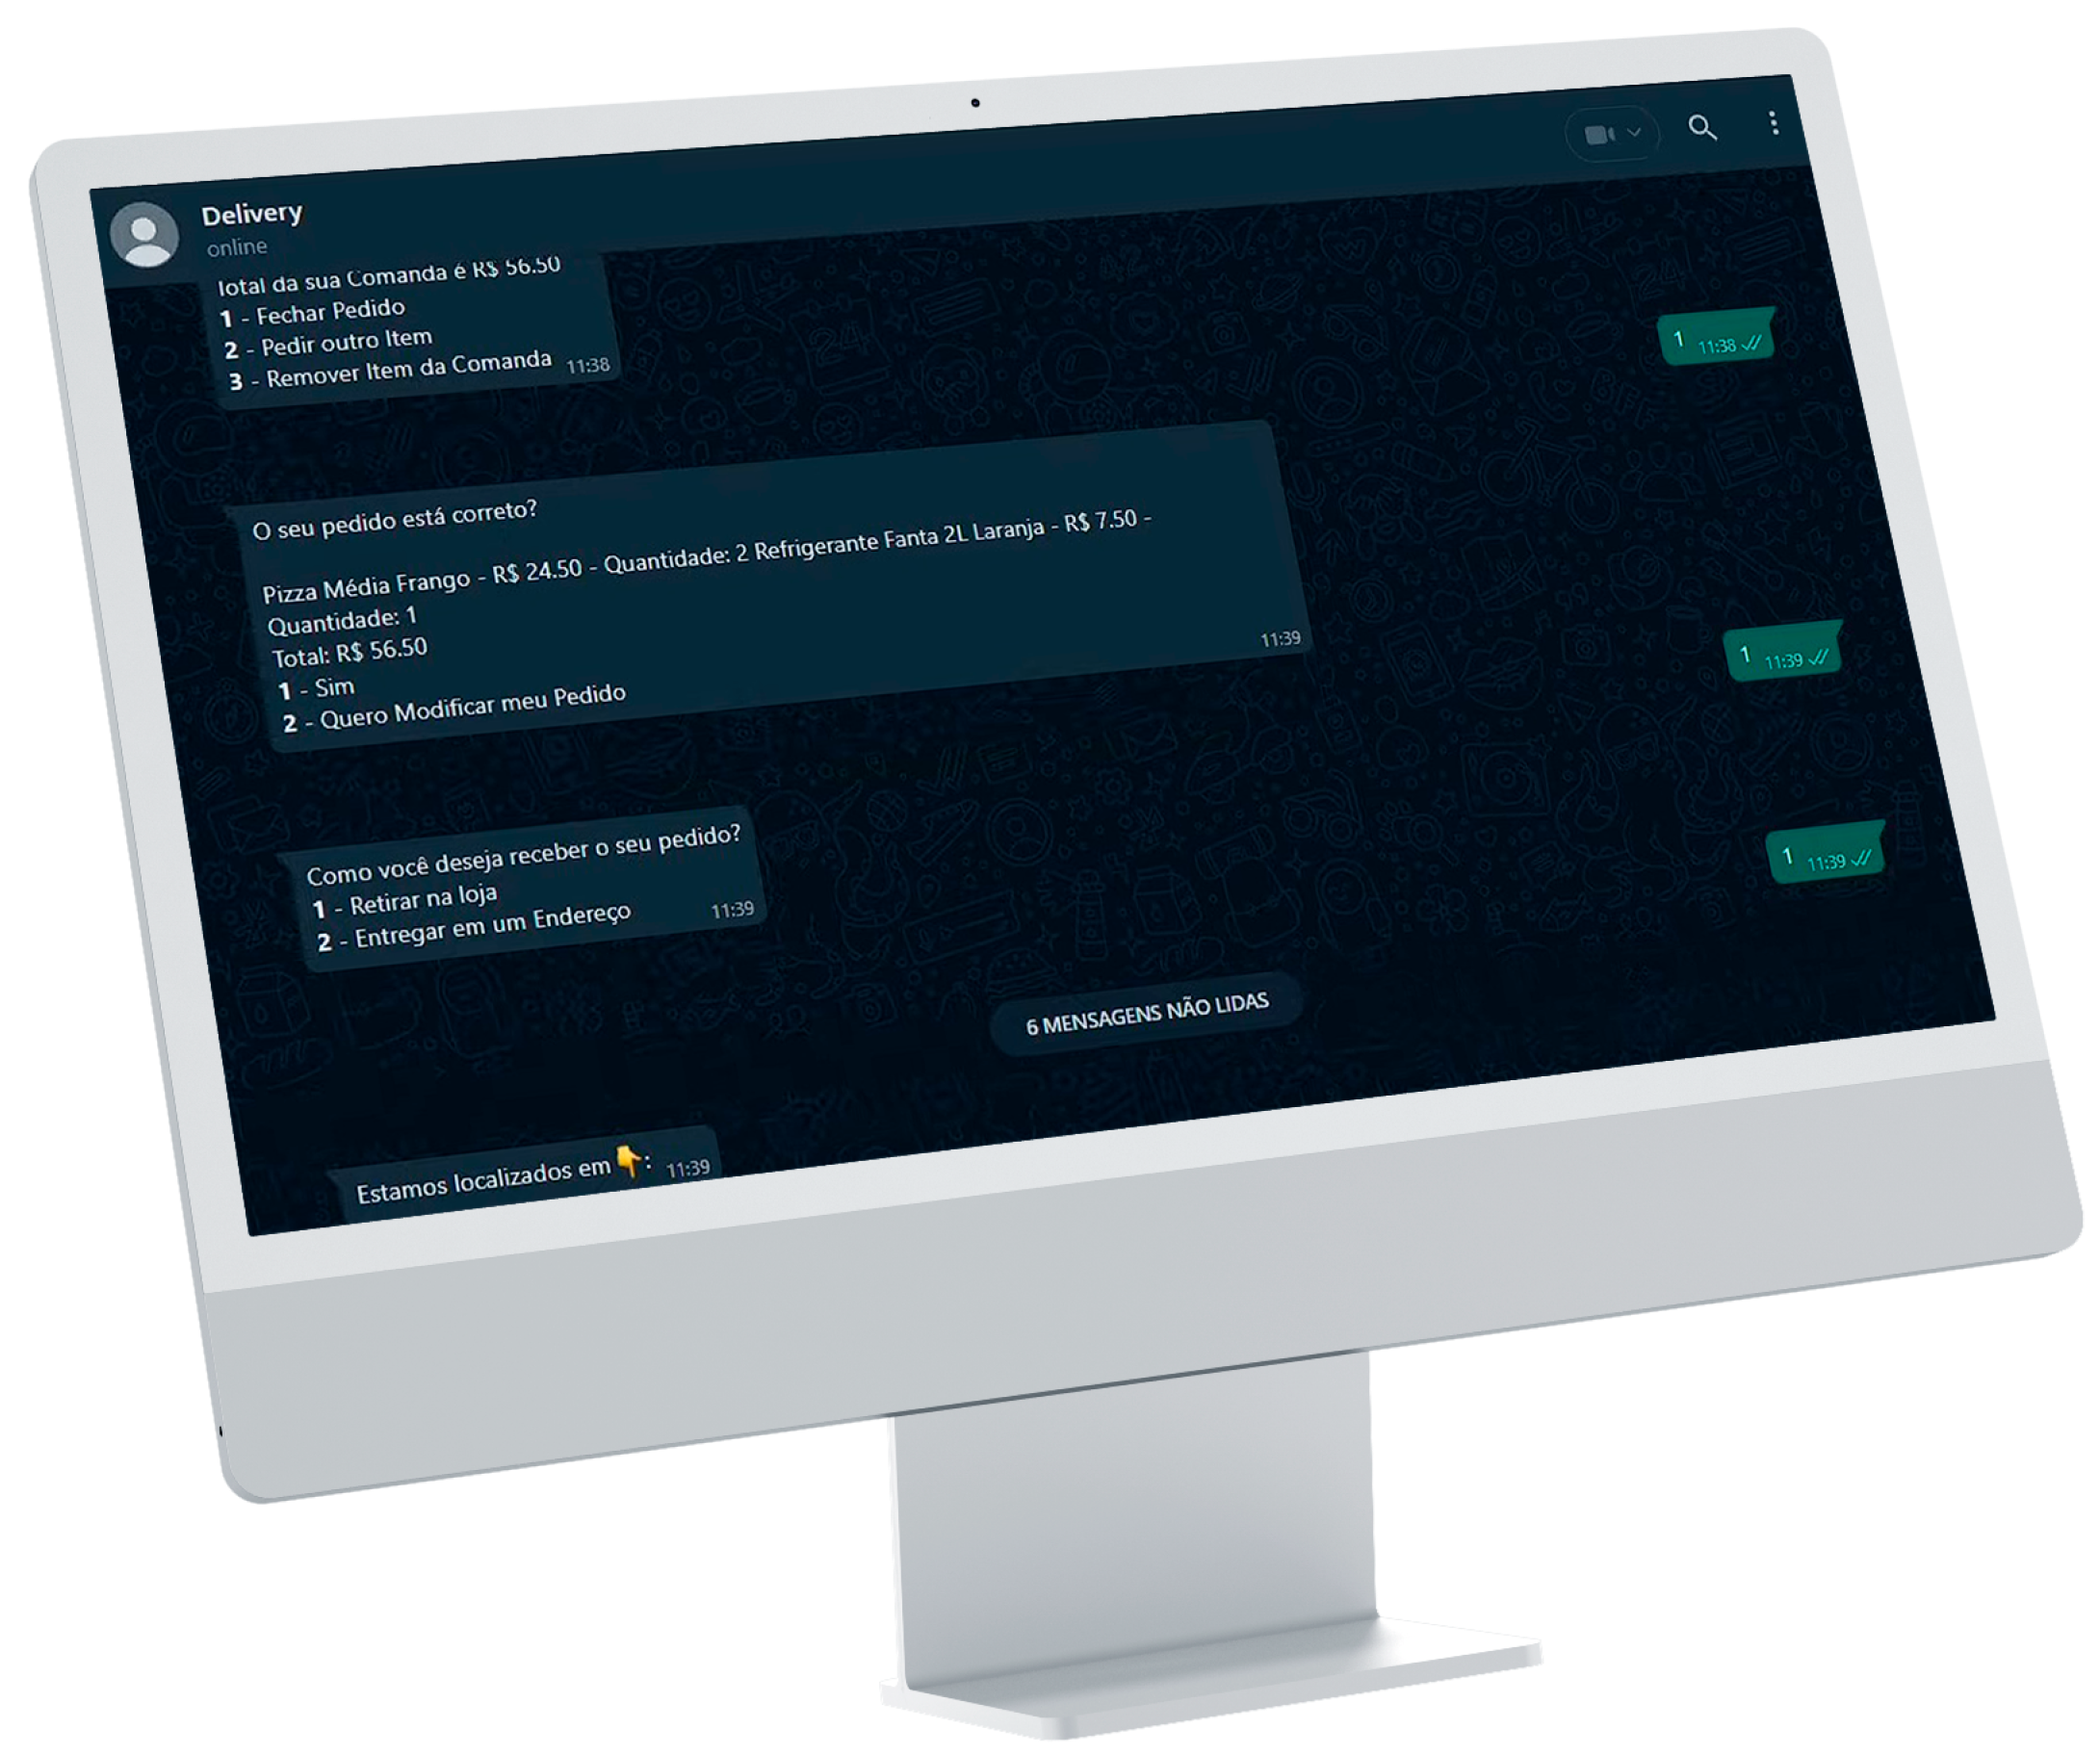 Delivery
online
Total da sua Comanda é R$ 56.50
1 - Fechar Pedido
2 - Pedir outro Item
3 - Remover Item da Comanda 11:38
1 11:38
O seu pedido está correto?
Pizza Média Frango - R$ 24.50 - Quantidade: 2 Refrigerante Fanta 2L Laranja - R$ 7.50 -
Quantidade: 1
Total: R$ 56.50
1 - Sim
2 - Quero Modificar meu Pedido
11:39
1 11:39
Como você deseja receber o seu pedido?
1 - Retirar na loja
2 - Entregar em um Endereço 11:39
1 11:39
6 MENSAGENS NÃO LIDAS
Estamos localizados em 👇: 11:39